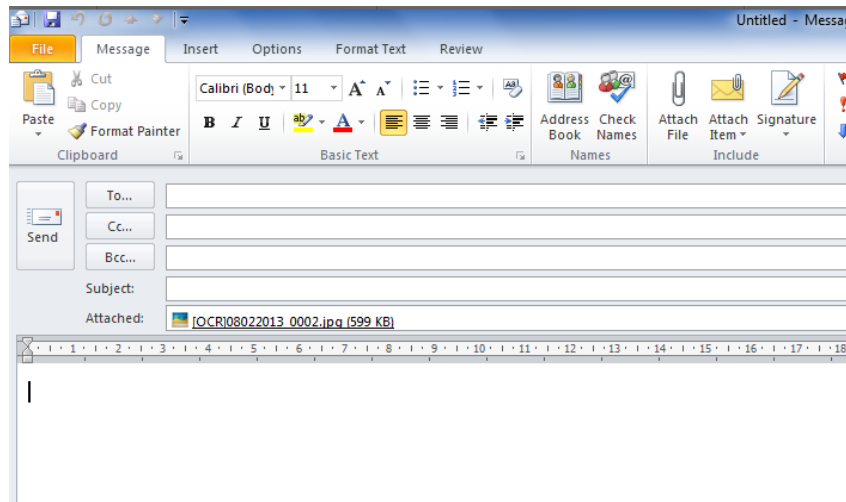 Untitled - Messa
File Message Insert Options Format Text Review
Cut
Copy
Paste
Format Painter
Clipboard
Calibri (Body 11
B I U
Basic Text
Address Book
Check Names
Names
Attach File
Attach Item
Signature
Include
Send
To...
Cc...
Bcc...
Subject:
Attached: [OCR]08022013_0002.jpg (599 KB)
1 2 3 4 5 6 7 8 9 10 11 12 13 14 15 16 17 18